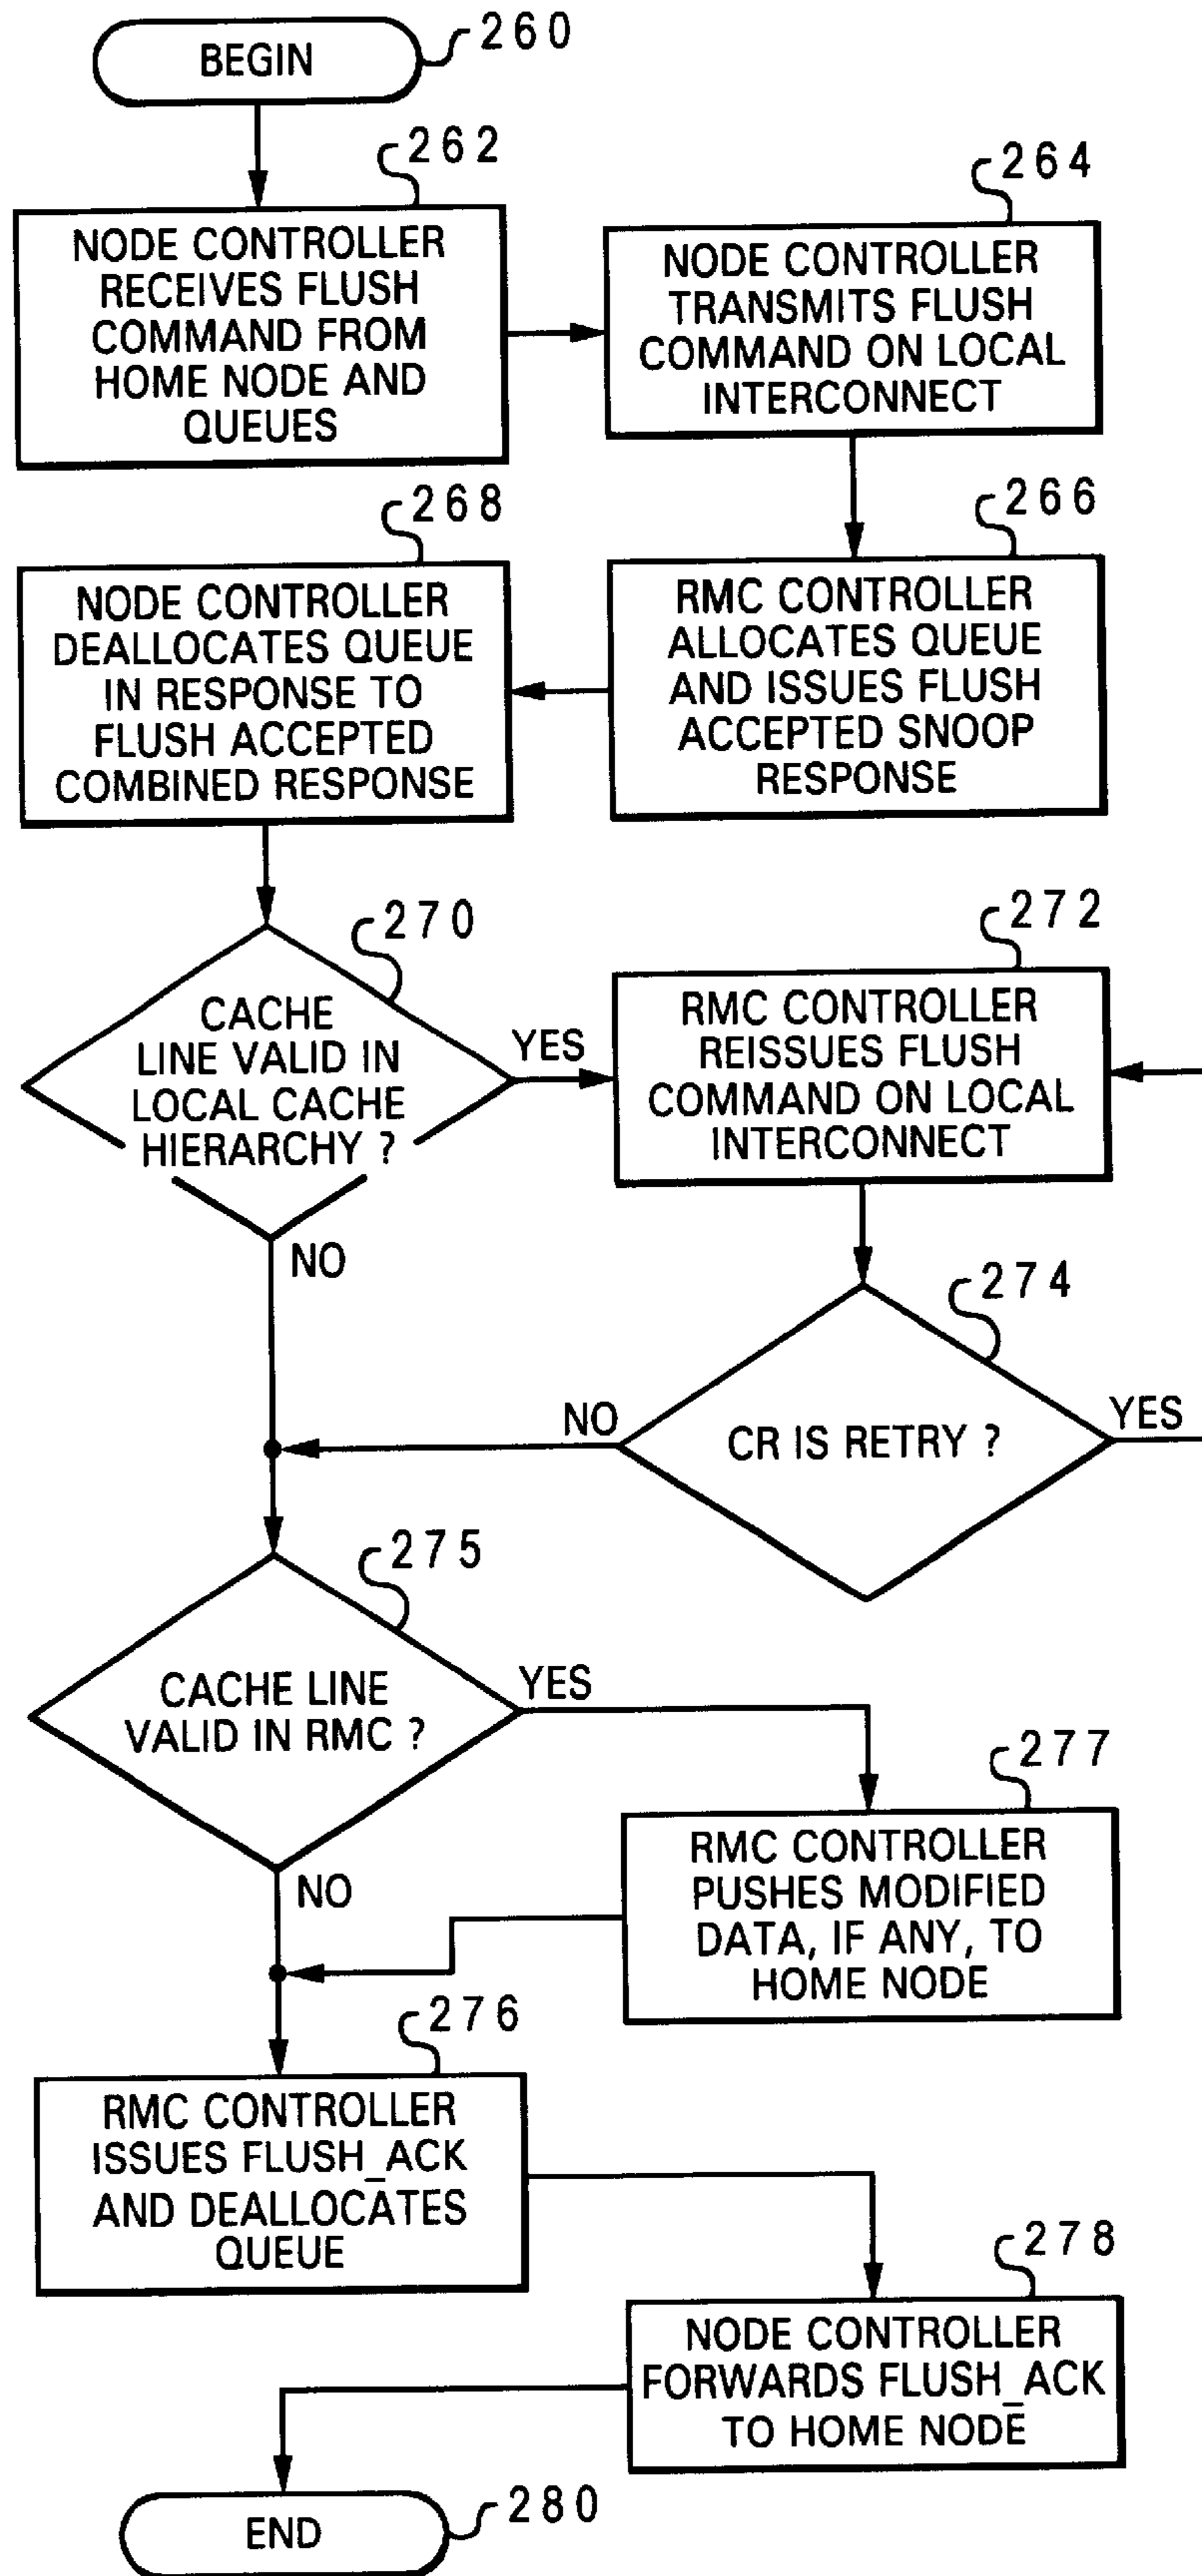 BEGIN
260
262
NODE CONTROLLER
RECEIVES FLUSH
COMMAND FROM
HOME NODE AND
QUEUES
264
NODE CONTROLLER
TRANSMITS FLUSH
COMMAND ON LOCAL
INTERCONNECT
266
RMC CONTROLLER
ALLOCATES QUEUE
AND ISSUES FLUSH
ACCEPTED SNOOP
RESPONSE
268
NODE CONTROLLER
DEALLOCATES QUEUE
IN RESPONSE TO
FLUSH ACCEPTED
COMBINED RESPONSE
270
CACHE
LINE VALID IN
LOCAL CACHE
HIERARCHY ?
YES
NO
272
RMC CONTROLLER
REISSUES FLUSH
COMMAND ON LOCAL
INTERCONNECT
274
CR IS RETRY ?
NO
YES
275
CACHE LINE
VALID IN RMC ?
YES
NO
277
RMC CONTROLLER
PUSHES MODIFIED
DATA, IF ANY, TO
HOME NODE
276
RMC CONTROLLER
ISSUES FLUSH_ACK
AND DEALLOCATES
QUEUE
278
NODE CONTROLLER
FORWARDS FLUSH_ACK
TO HOME NODE
END
280